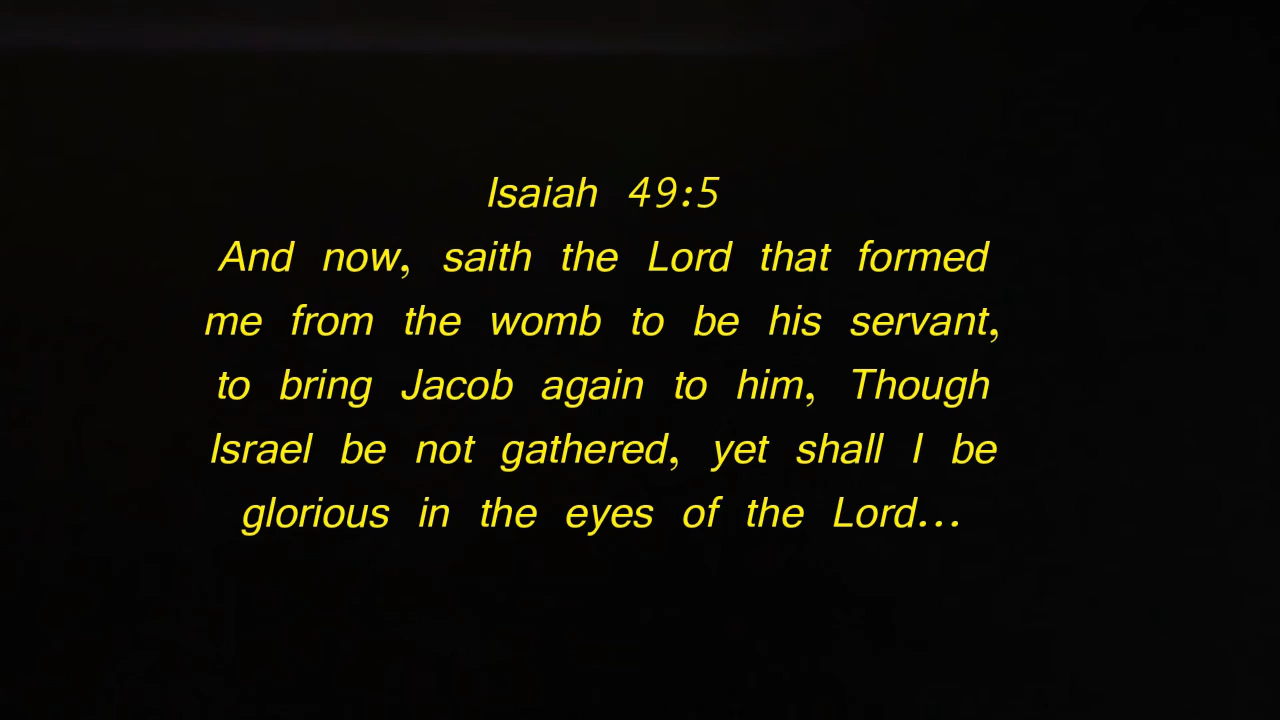 Isaiah 49:5
And now, saith the Lord that formed
me from the womb to be his servant,
to bring Jacob again to him, Though
Israel be not gathered, yet shall I be
glorious in the eyes of the Lord...